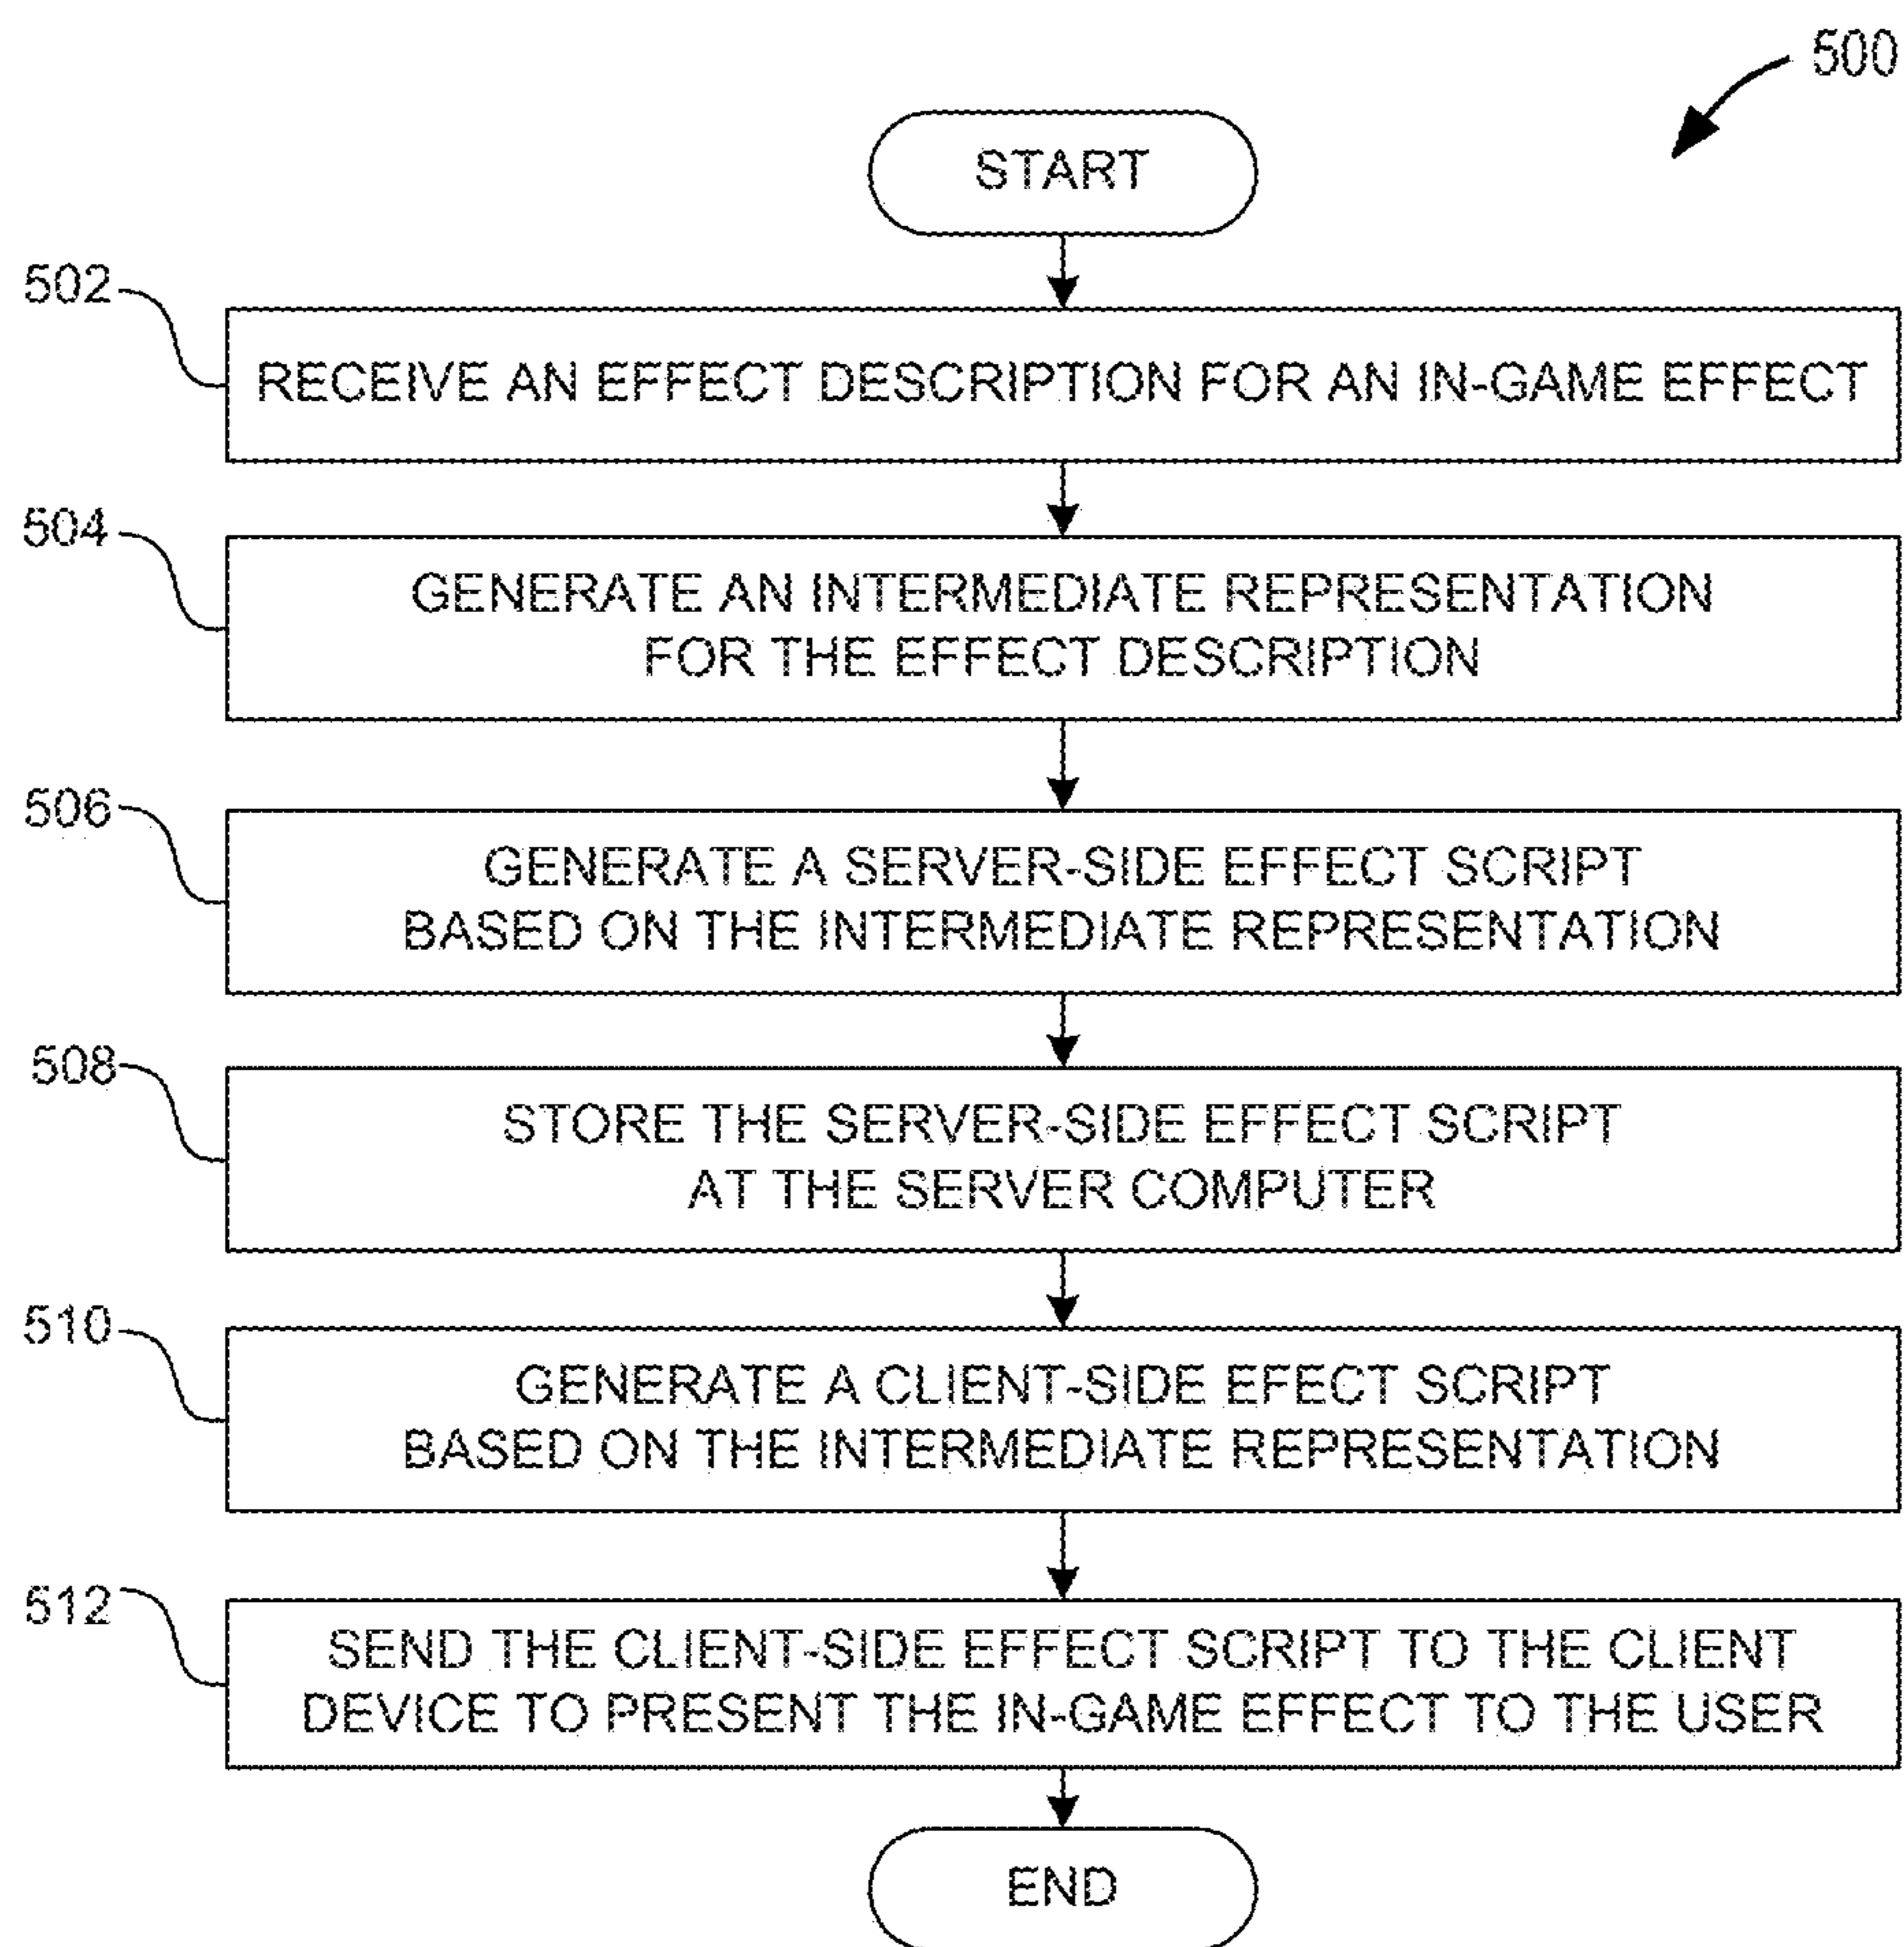 500
START
502
RECEIVE AN EFFECT DESCRIPTION FOR AN IN-GAME EFFECT
504
GENERATE AN INTERMEDIATE REPRESENTATION
FOR THE EFFECT DESCRIPTION
506
GENERATE A SERVER-SIDE EFFECT SCRIPT
BASED ON THE INTERMEDIATE REPRESENTATION
508
STORE THE SERVER-SIDE EFFECT SCRIPT
AT THE SERVER COMPUTER
510
GENERATE A CLIENT-SIDE EFECT SCRIPT
BASED ON THE INTERMEDIATE REPRESENTATION
512
SEND THE CLIENT-SIDE EFFECT SCRIPT TO THE CLIENT
DEVICE TO PRESENT THE IN-GAME EFFECT TO THE USER
END